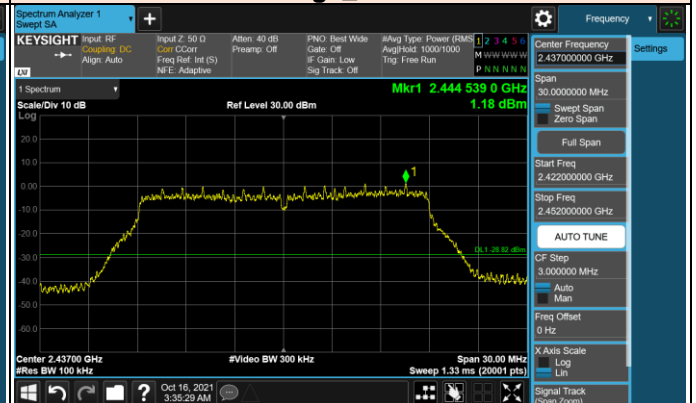 Spectrum Analyzer 1
Swept SA
Frequency
KEYSIGHT
Input: RF
Coupling: DC
Align: Auto
Input Z: 50 Ω
Corr CCorr
Freq Ref: Int (S)
NFE: Adaptive
Atten: 40 dB
Preamp: Off
PNO: Best Wide
Gate: Off
IF Gain: Low
Sig Track: Off
#Avg Type: Power (RMS
Avg|Hold: 1000/1000
Trig: Free Run
1 2 3 4 5 6
M W W W W W
P N N N N N
LXI
Center Frequency
2.437000000 GHz
Settings
Span
30.0000000 MHz
Swept Span
Zero Span
Full Span
Start Freq
2.422000000 GHz
Stop Freq
2.452000000 GHz
AUTO TUNE
CF Step
3.000000 MHz
Auto
Man
Freq Offset
0 Hz
X Axis Scale
Log
Lin
Signal Track
(Span Zoom)
1 Spectrum
Scale/Div 10 dB
Log
Ref Level 30.00 dBm
Mkr1 2.444 539 0 GHz
1.18 dBm
20.0
10.0
0.00
-10.0
-20.0
-30.0
-40.0
-50.0
-60.0
1
DL1 -28.82 dBm
Center 2.43700 GHz
#Res BW 100 kHz
#Video BW 300 kHz
Span 30.00 MHz
Sweep 1.33 ms (20001 pts)
Oct 16, 2021
3:35:29 AM